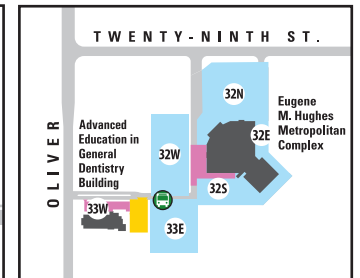 TWENTY-NINTH ST.
OLIVER
Advanced
Education in
General
Dentistry
Building
32N
32E
Eugene
M. Hughes
Metropolitan
Complex
32W
32S
33W
33E